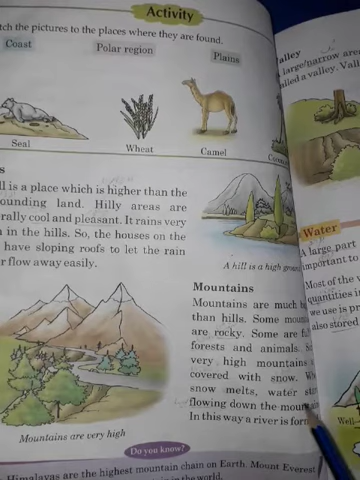 Activity
tch the pictures to the places where they are found.
Coast
Polar region
Plains
Seal
Wheat
Camel
s
ll is a place which is higher than the
ounding land. Hilly areas are
rally cool and pleasant. It rains very
in the hills. So, the houses on the
have sloping roofs to let the rain
r flow away easily.
A hill is a high
Mountains
Mountains are much
than hills. Some
are rocky. Some are
forests and animals.
very high mountains
covered with snow.
snow melts, water
flowing down the
In this way a river is
Mountains are very high
Do you know?
Himalayas are the highest mountain chain on Earth. Mount Everest
in the world.
alley
large/narrow
alled a valley.
Water
A large part
important to
Most of the
quantities
we use is
also stored
Well